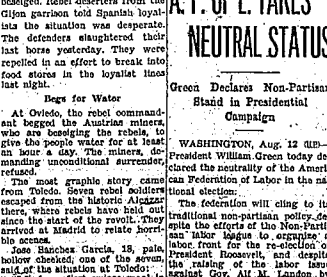 besieged. Rebel deserters from the
Gijon garrison told Spanish loyal-
ists the situation was desperate.
The defenders slaughtered their
last horse yesterday. They were
repelled in an effort to break into
food stores in the loyalist lines
last night.
Begs for Water
At Oviedo, the rebel command-
ant begged the Austrias miners,
who are beseiging the rebels, to
give the people water for at least
an hour a day. The miners, de-
manding unconditional surrender,
refused.
The most graphic story came
from Toledo. Seven rebel soldiers
escaped from the historic Alcazar
there, where rebels have held out
since the start of the revolt. They
arrived at Madrid to relate horri-
ble scenes.
Jose Banches Garcia, 18, pale,
hollow cheeked, one of the seven,
said of the situation at Toledo:
A. F. OF L. TAKES
NEUTRAL STATUS
Green Declares Non-Partisan
Stand in Presidential
Campaign
WASHINGTON, Aug. 12 (UP)—
President William Green today de-
clared neutrality of the Ameri-
can Federation of Labor in the na-
tional election:
The federation will cling to its
traditional non-partisan policy de-
spite the efforts of the Non-Parti-
san labor league to organize a
labor front for the re-election of
President Roosevelt, and despite
the raising of the labor issue
against Gov. Alf M. Landon at